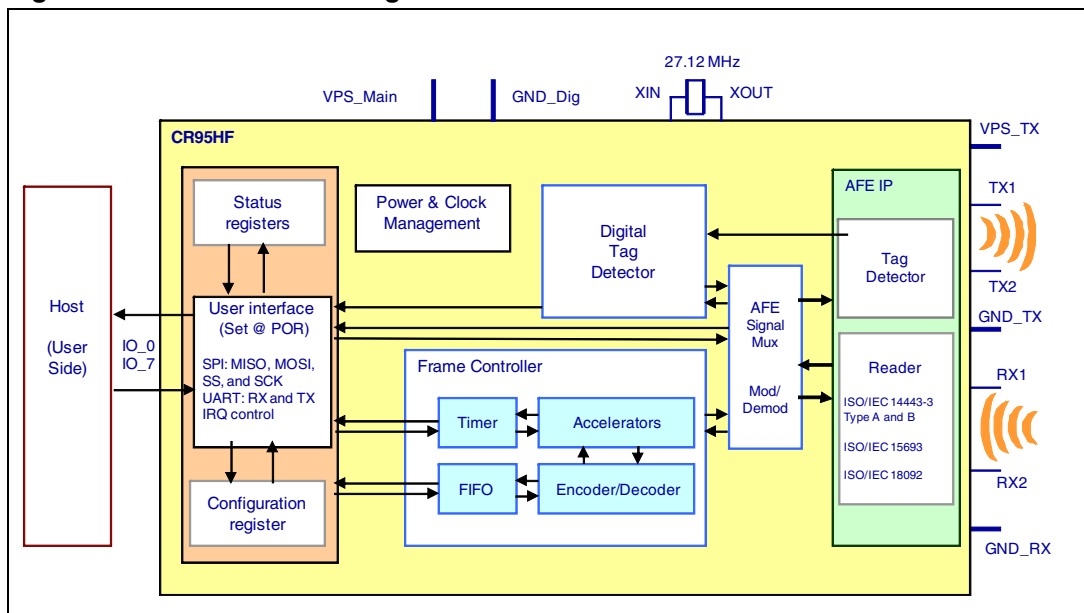 27.12 MHz
VPS_Main
GND_Dig
XIN
XOUT
CR95HF
VPS_TX
Status
registers
Power & Clock
Management
Digital
Tag
Detector
AFE IP
TX1
Tag
Detector
TX2
Host
(User
Side)
IO_0
IO_7
User interface
(Set @ POR)
SPI: MISO, MOSI,
SS, and SCK
UART: RX and TX
IRQ control
AFE
Signal
Mux
Mod/
Demod
GND_TX
Frame Controller
Timer
Accelerators
FIFO
Encoder/Decoder
Reader
ISO/IEC 14443-3
Type A and B
ISO/IEC 15693
ISO/IEC 18092
RX1
RX2
Configuration
register
GND_RX